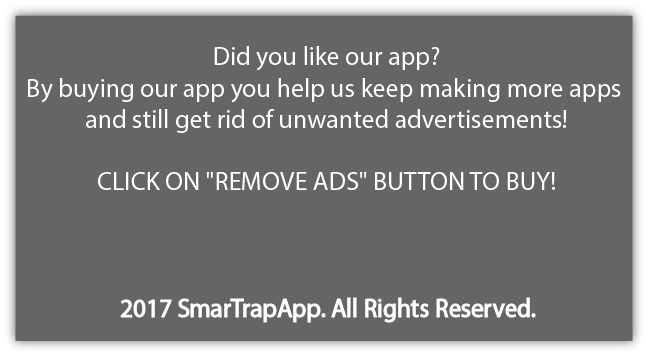 Did you like our app?
By buying our app you help us keep making more apps
and still get rid of unwanted advertisements!
CLICK ON "REMOVE ADS" BUTTON TO BUY!
2017 SmarTrapApp. All Rights Reserved.